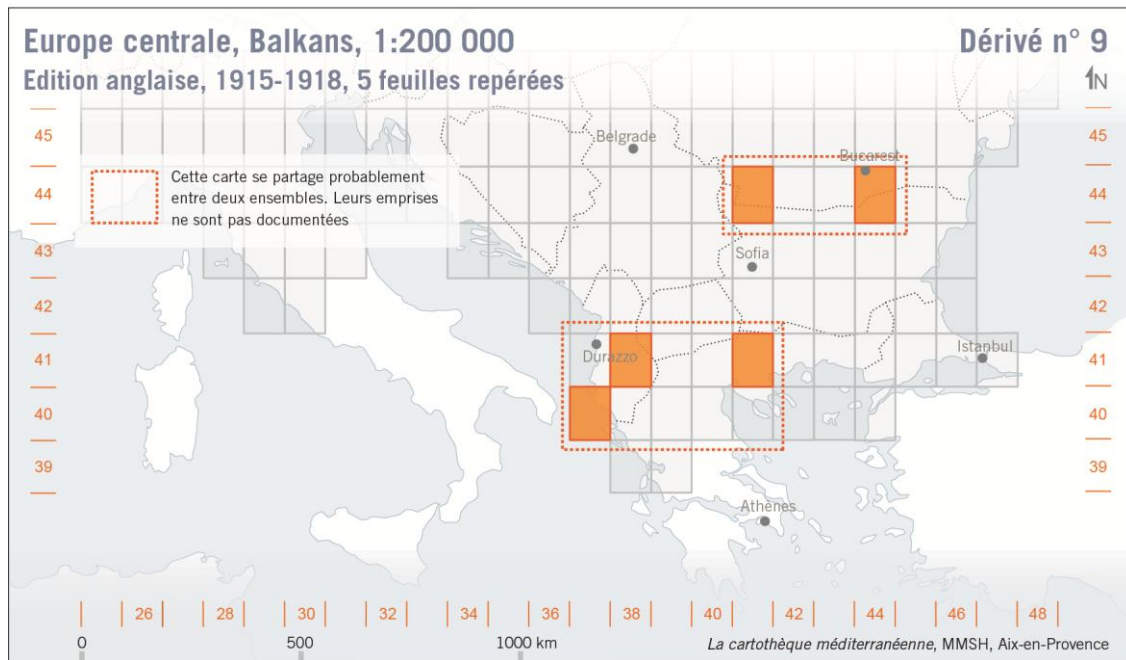 Europe centrale, Balkans, 1:200 000
Dérivé n° 9
Edition anglaise, 1915-1918, 5 feuilles repérées
N
45
Belgrade
45
Bucarest
Cette carte se partage probablement
entre deux ensembles. Leurs emprises
ne sont pas documentées
44
44
43
Sofia
43
42
42
41
Durazzo
Istanbul
41
40
40
39
39
Athènes
26
28
30
32
34
36
38
40
42
44
46
48
0
500
1000 km
La cartothèque méditerranéenne, MMSH, Aix-en-Provence